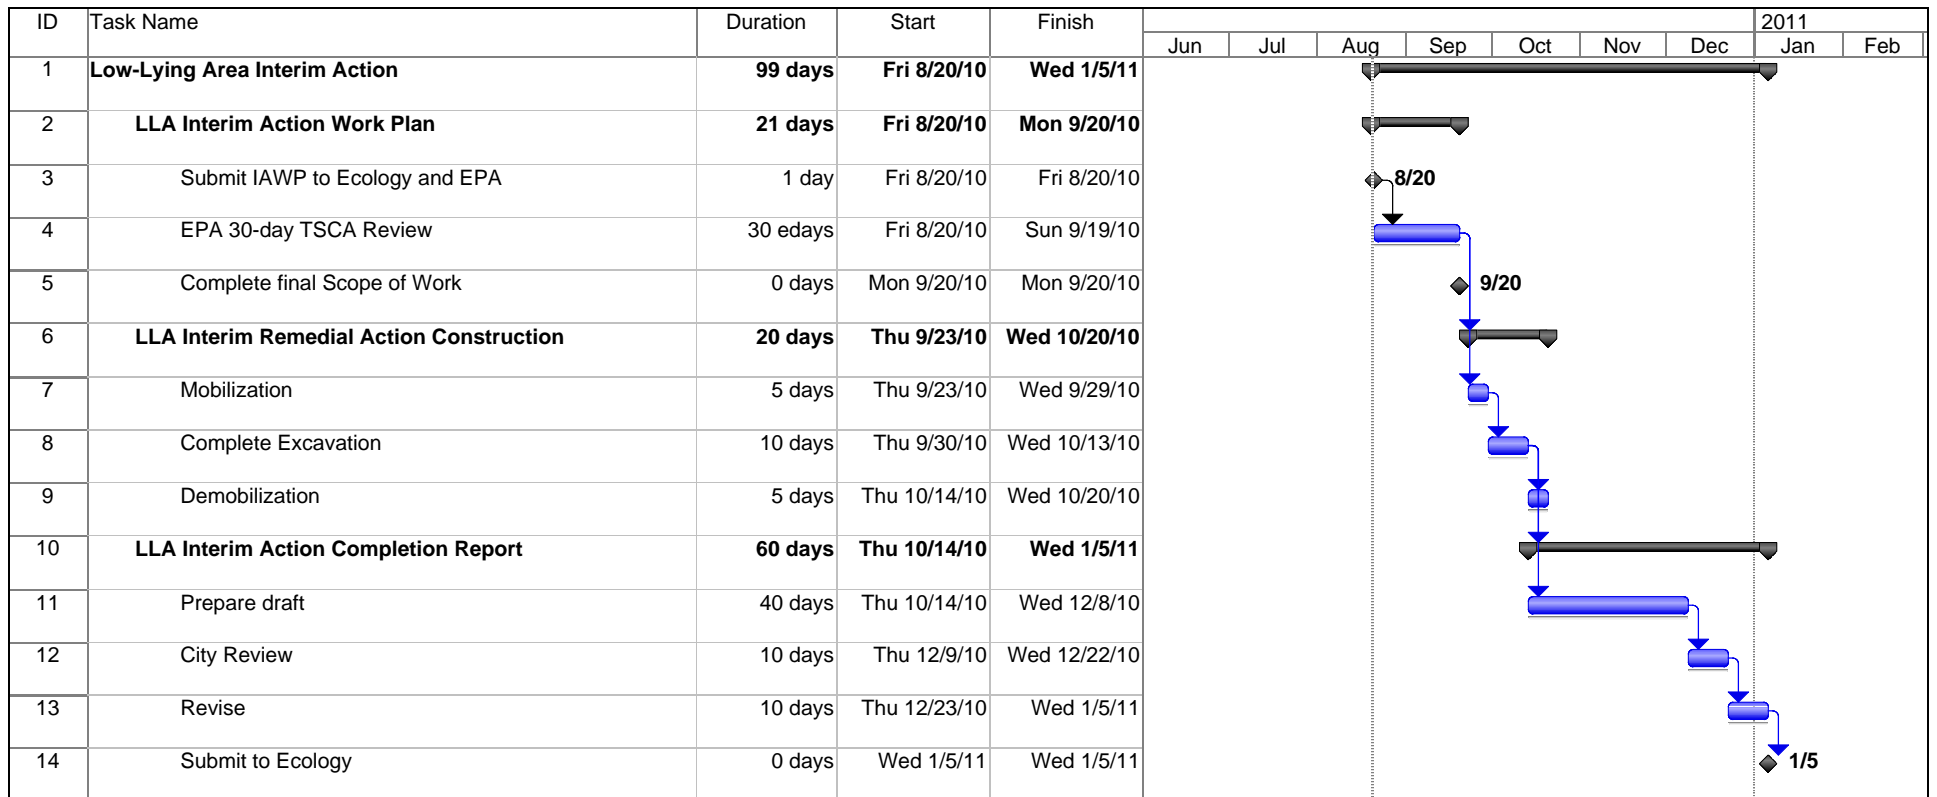 ID Task Name Duration Start Finish 2011
Jun Jul Aug Sep Oct Nov Dec Jan Feb
1 Low-Lying Area Interim Action 99 days Fri 8/20/10 Wed 1/5/11
2 LLA Interim Action Work Plan 21 days Fri 8/20/10 Mon 9/20/10
3 Submit IAWP to Ecology and EPA 1 day Fri 8/20/10 Fri 8/20/10 8/20
4 EPA 30-day TSCA Review 30 edays Fri 8/20/10 Sun 9/19/10
5 Complete final Scope of Work 0 days Mon 9/20/10 Mon 9/20/10 9/20
6 LLA Interim Remedial Action Construction 20 days Thu 9/23/10 Wed 10/20/10
7 Mobilization 5 days Thu 9/23/10 Wed 9/29/10
8 Complete Excavation 10 days Thu 9/30/10 Wed 10/13/10
9 Demobilization 5 days Thu 10/14/10 Wed 10/20/10
10 LLA Interim Action Completion Report 60 days Thu 10/14/10 Wed 1/5/11
11 Prepare draft 40 days Thu 10/14/10 Wed 12/8/10
12 City Review 10 days Thu 12/9/10 Wed 12/22/10
13 Revise 10 days Thu 12/23/10 Wed 1/5/11
14 Submit to Ecology 0 days Wed 1/5/11 Wed 1/5/11 1/5